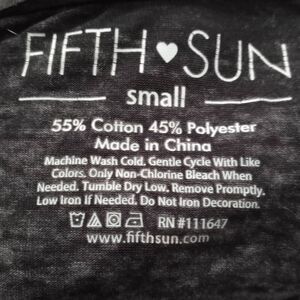 FIFTH ♥ SUN
small
55% Cotton 45% Polyester
Made in China
Machine Wash Cold. Gentle Cycle With Like
Colors. Only Non-Chlorine Bleach When
Needed. Tumble Dry Low. Remove Promptly.
Low Iron If Needed. Do Not Iron Decoration.
RN #111647
www.fifthsun.com